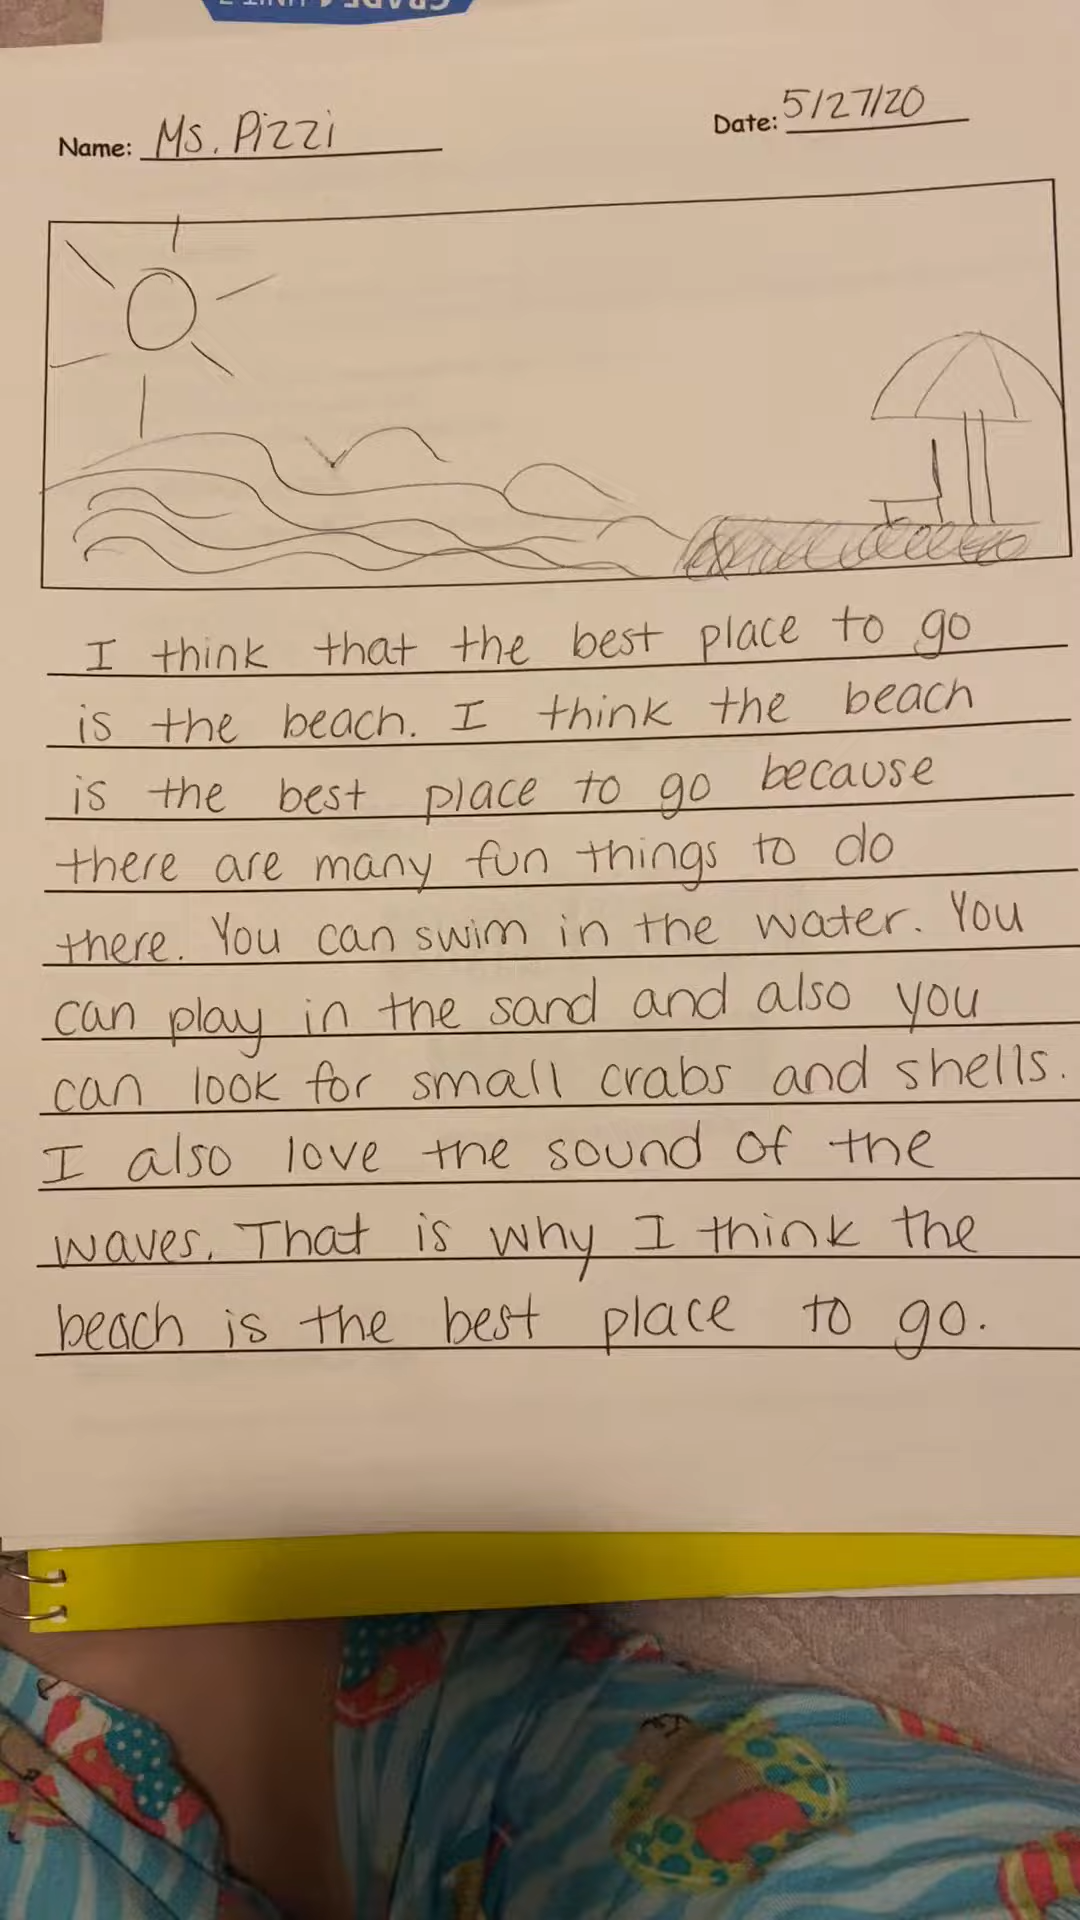 Name: Ms. Pizzi
Date: 5/27/20
I think that the best place to go
is the beach. I think the beach
is the best place to go because
there are many fun things to do
there. You can swim in the water. You
can play in the sand and also you
can look for small crabs and shells.
I also love the sound of the
waves. That is why I think the
beach is the best place to go.